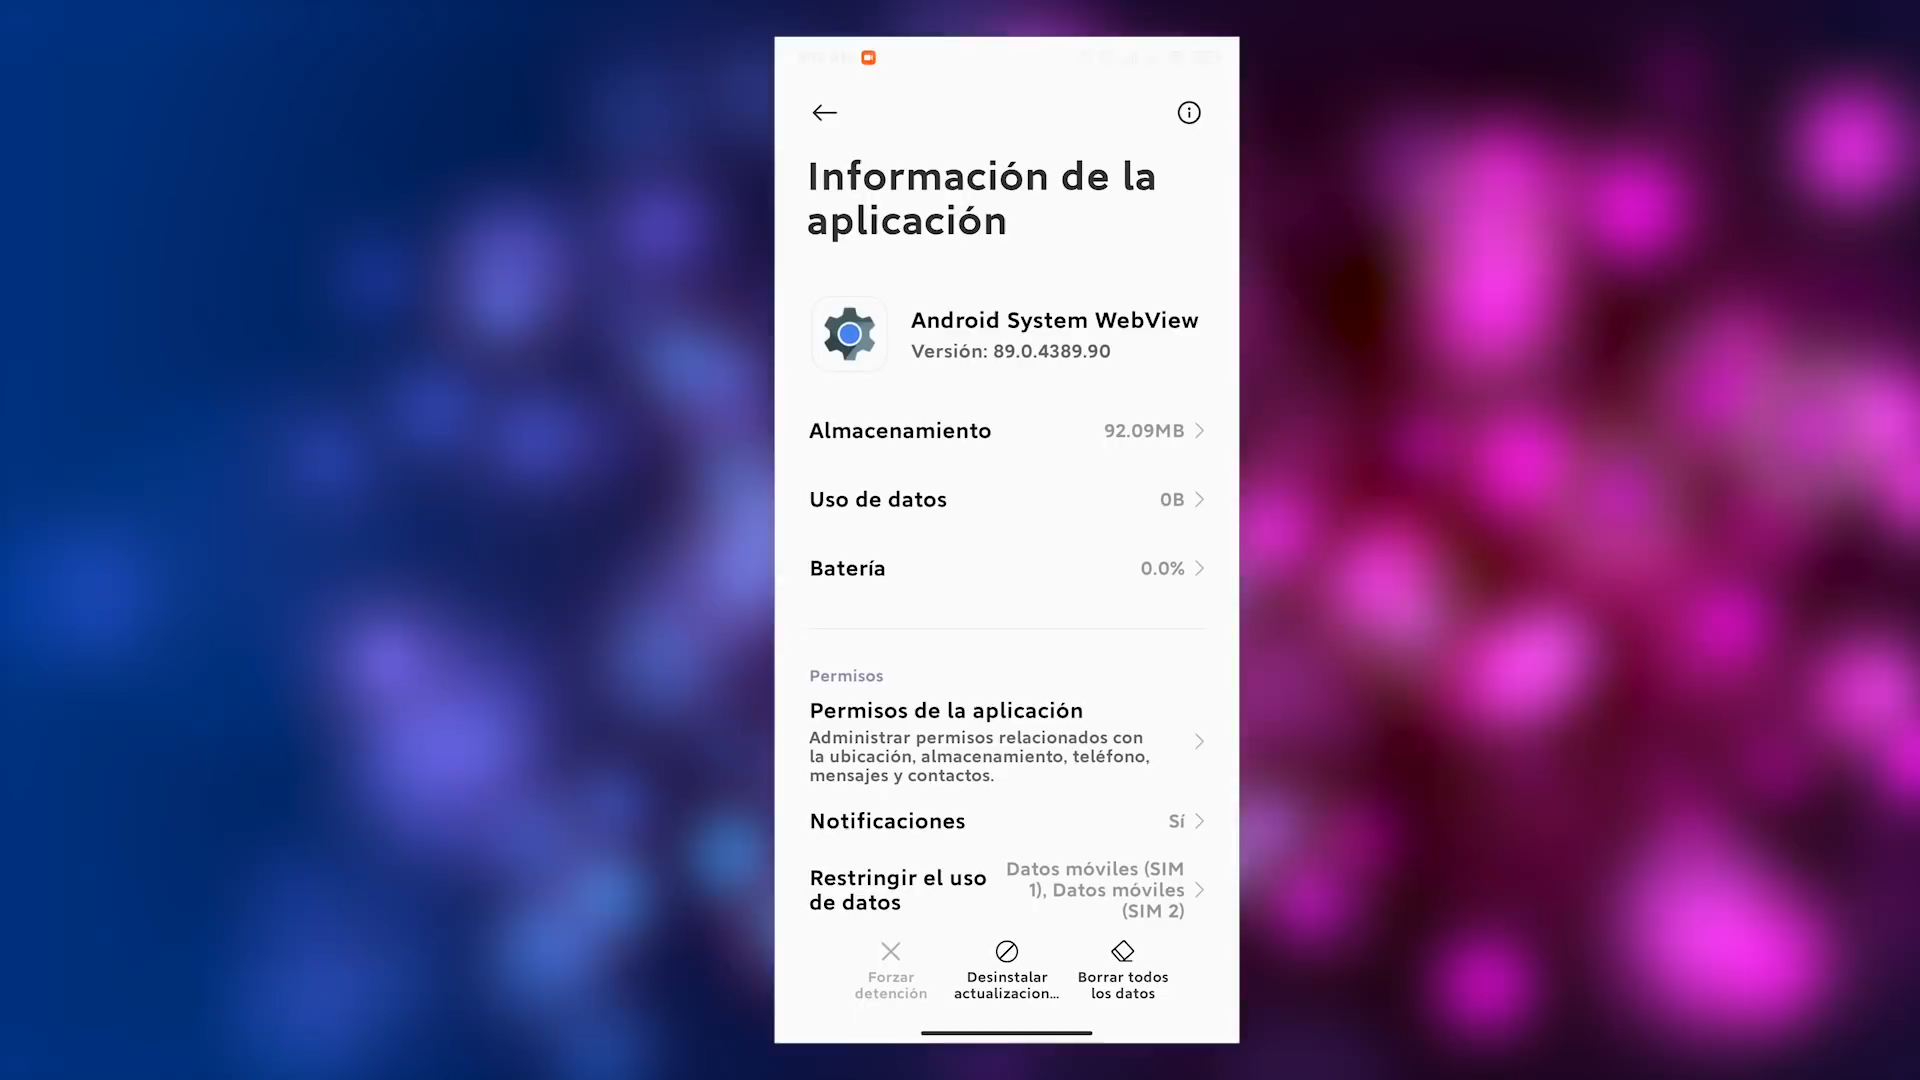 Información de la
aplicación
Android System WebView
Versión: 89.0.4389.90
Almacenamiento 92.09MB
Uso de datos 0B
Batería 0.0%
Permisos
Permisos de la aplicación
Administrar permisos relacionados con
la ubicación, almacenamiento, teléfono,
mensajes y contactos.
Notificaciones Sí
Restringir el uso
de datos
Datos móviles (SIM
1), Datos móviles
(SIM 2)
Forzar
detención
Desinstalar
actualizacion...
Borrar todos
los datos